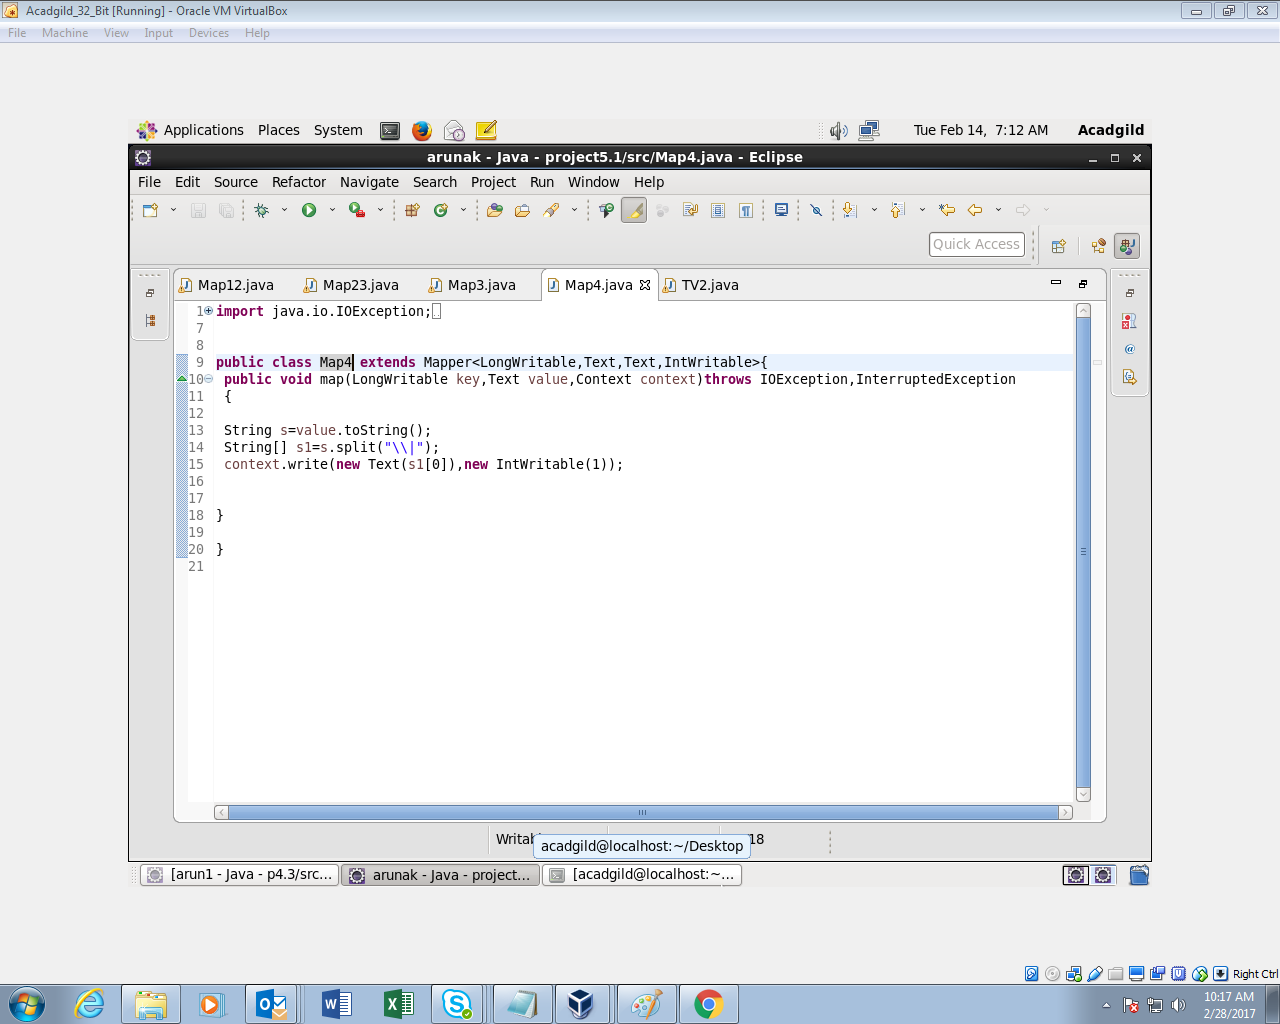 Acadgild_32_Bit [Running] - Oracle VM VirtualBox
File Machine View Input Devices Help
Applications Places System Tue Feb 14, 7:12 AM Acadgild
arunak - Java - project5.1/src/Map4.java - Eclipse
File Edit Source Refactor Navigate Search Project Run Window Help
Quick Access
Map12.java Map23.java Map3.java Map4.java TV2.java
1 import java.io.IOException;
7
8
9 public class Map4 extends Mapper<LongWritable,Text,Text,IntWritable>{
10 public void map(LongWritable key,Text value,Context context)throws IOException,InterruptedException
11 {
12
13 String s=value.toString();
14 String[] s1=s.split("\\|");
15 context.write(new Text(s1[0]),new IntWritable(1));
16
17
18 }
19
20 }
21
18
acadgild@localhost:~/Desktop
[arun1 - Java - p4.3/src... arunak - Java - project... [acadgild@localhost:~...
Right Ctrl
10:17 AM
2/28/2017